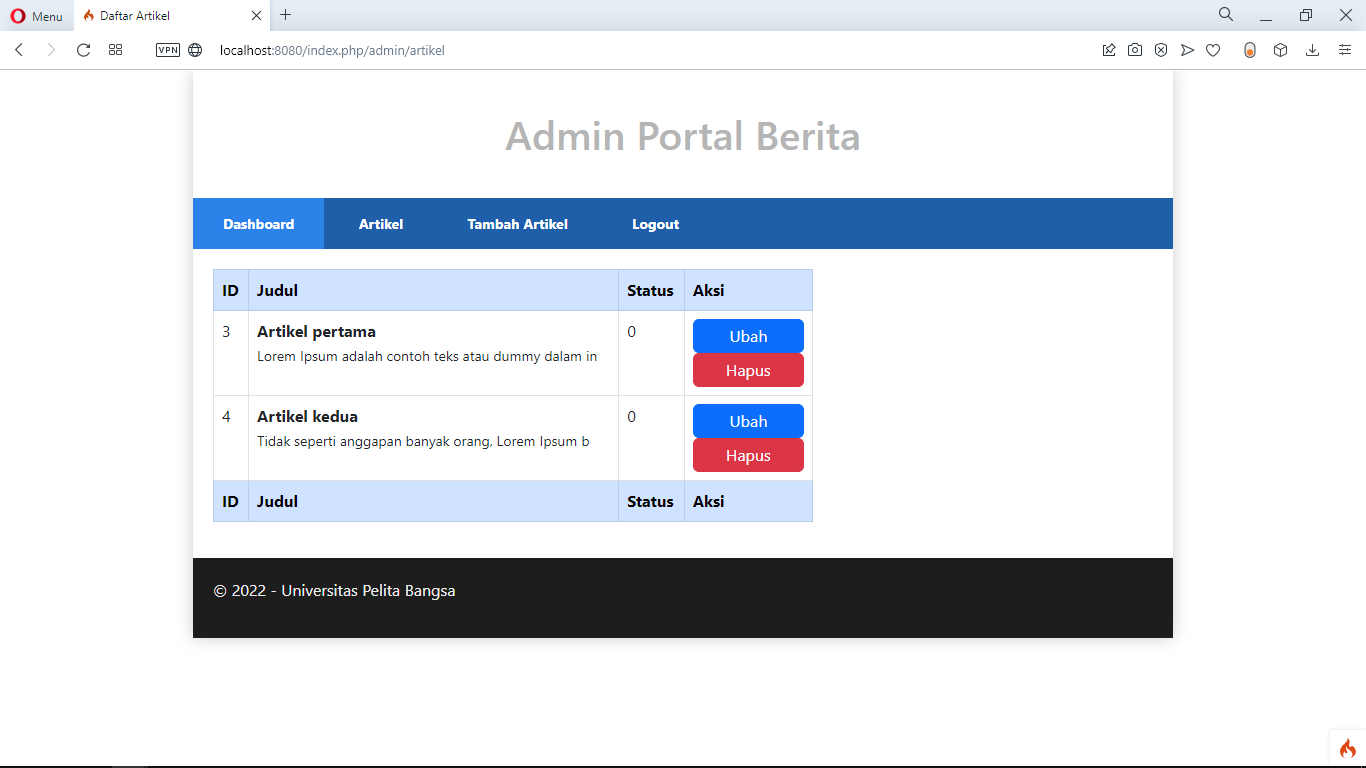 Menu
Daftar Artikel
VPN
localhost:8080/index.php/admin/artikel
Admin Portal Berita
Dashboard Artikel Tambah Artikel Logout
ID Judul Status Aksi
3 Artikel pertama 0 Ubah
Lorem Ipsum adalah contoh teks atau dummy dalam in
Hapus
4 Artikel kedua 0 Ubah
Tidak seperti anggapan banyak orang, Lorem Ipsum b
Hapus
ID Judul Status Aksi
© 2022 - Universitas Pelita Bangsa